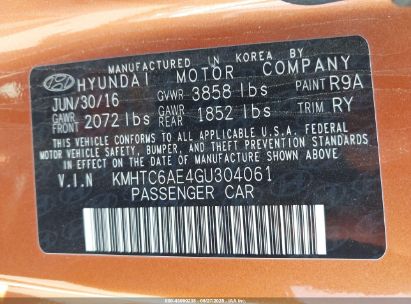 MANUFACTURED IN KOREA BY
HYUNDAI MOTOR COMPANY
JUN/30/16 GVWR 3858 lbs PAINT R9A
GAWR FRONT 2072 lbs GAWR REAR 1852 lbs TRIM RY
THIS VEHICLE CONFORMS TO ALL APPLICABLE U.S.A. FEDERAL
MOTOR VEHICLE SAFETY, BUMPER, AND THEFT PREVENTION STANDARDS
IN EFFECT ON THE DATE OF MANUFACTURE SHOWN ABOVE.
V.I.N KMHTC6AE4GU304061
PASSENGER CAR